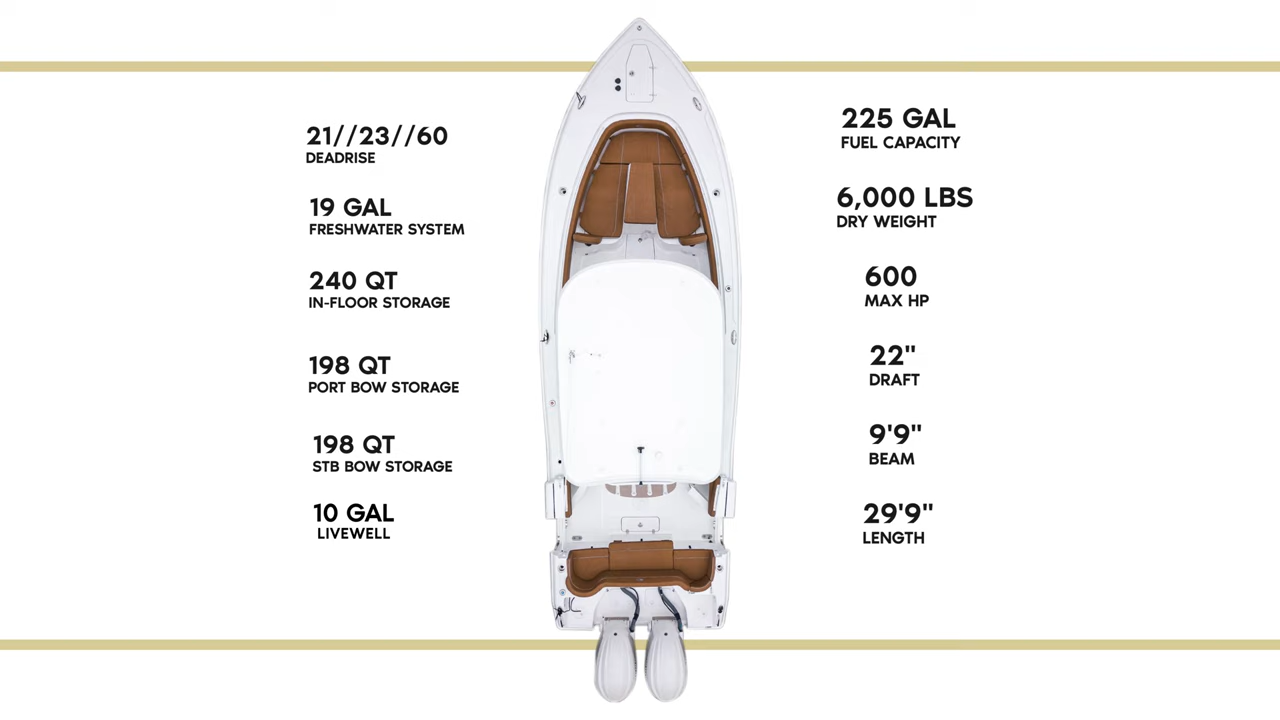 21//23//60
DEADRISE
19 GAL
FRESHWATER SYSTEM
240 QT
IN-FLOOR STORAGE
198 QT
PORT BOW STORAGE
198 QT
STB BOW STORAGE
10 GAL
LIVEWELL
225 GAL
FUEL CAPACITY
6,000 LBS
DRY WEIGHT
600
MAX HP
22"
DRAFT
9'9"
BEAM
29'9"
LENGTH